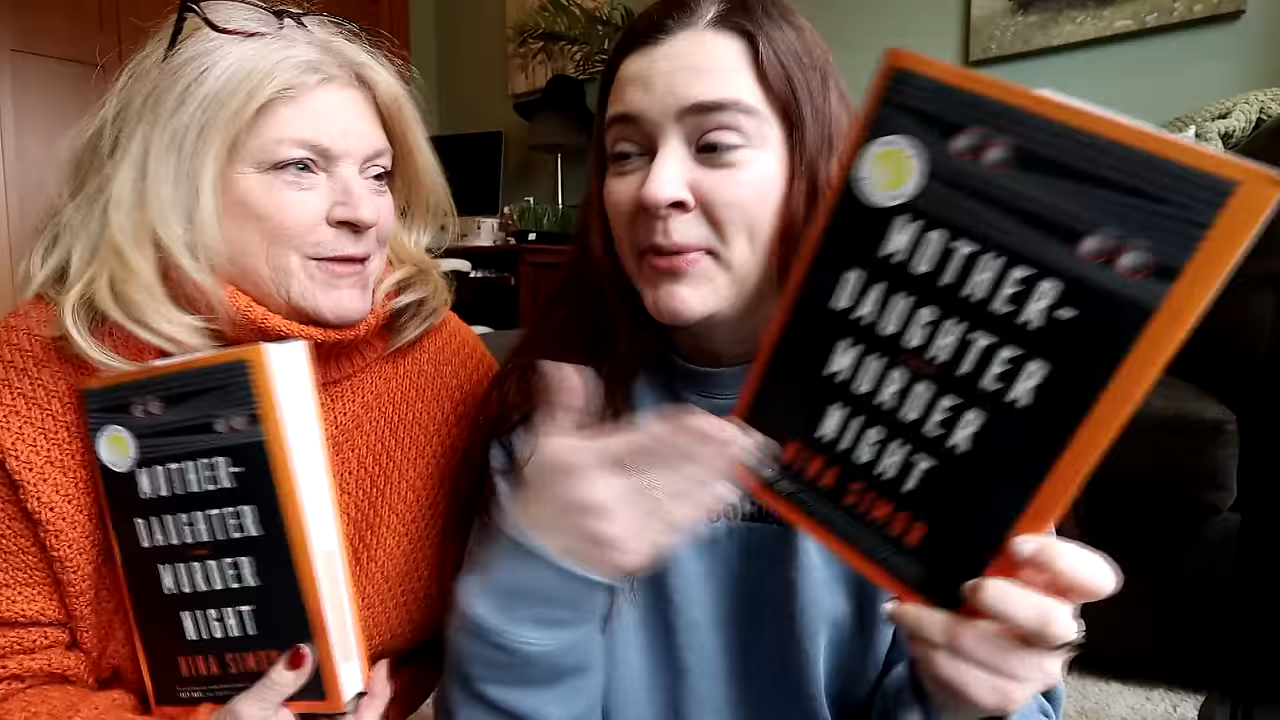 MOTHER-
DAUGHTER
MURDER
NIGHT
NINA SIMON
MOTHER-
DAUGHTER
MURDER
NIGHT
NINA SIMON